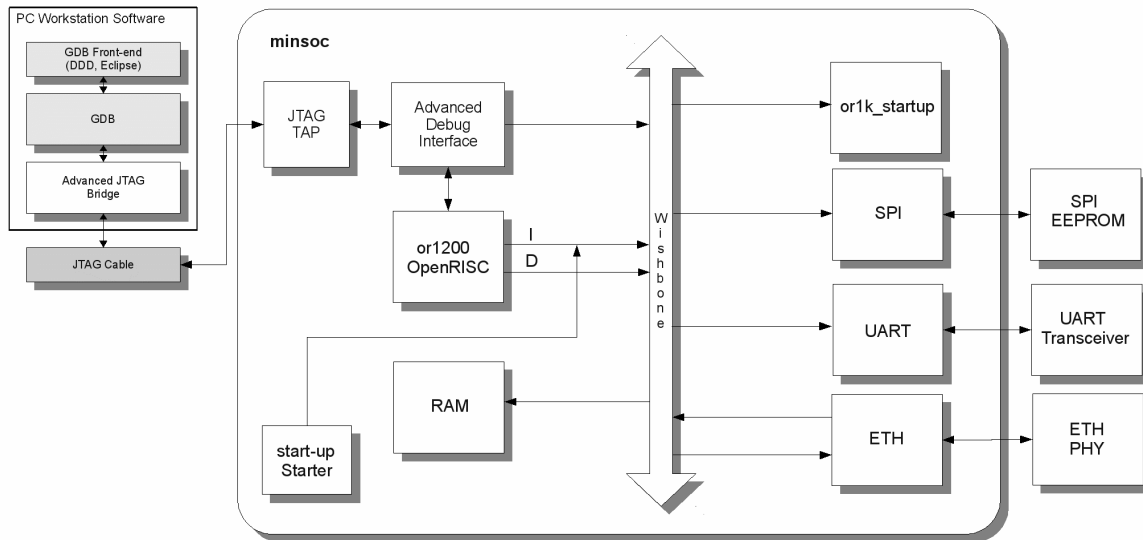 PC Workstation Software
GDB Front-end
(DDD, Eclipse)
GDB
Advanced JTAG
Bridge
JTAG Cable
minsoc
JTAG
TAP
Advanced
Debug
Interface
or1200
OpenRISC
I
D
RAM
start-up
Starter
Wishbone
or1k_startup
SPI
UART
ETH
SPI
EEPROM
UART
Transceiver
ETH
PHY